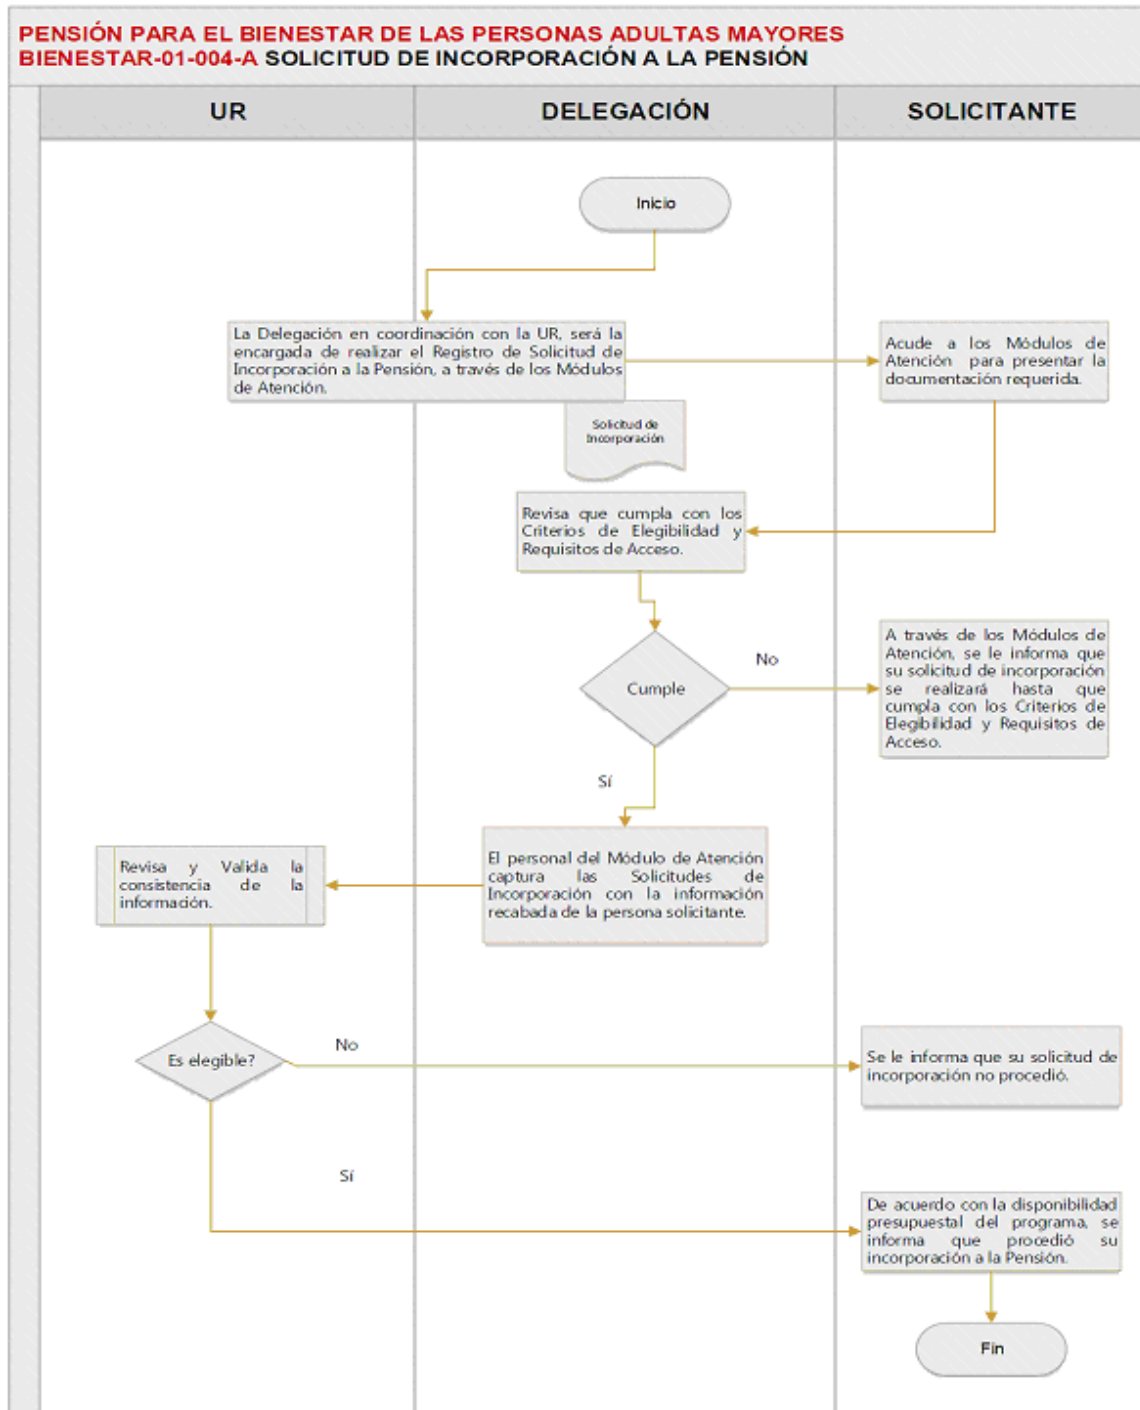 PENSIÓN PARA EL BIENESTAR DE LAS PERSONAS ADULTAS MAYORES
BIENESTAR-01-004-A SOLICITUD DE INCORPORACIÓN A LA PENSIÓN
UR
DELEGACIÓN
SOLICITANTE
Inicio
La Delegación en coordinación con la UR, será la
encargada de realizar el Registro de Solicitud de
Incorporación a la Pensión, a través de los Módulos
de Atención.
Acude a los Módulos de
Atención para presentar la
documentación requerida.
Solicitud de
Incorporación
Revisa que cumpla con los
Criterios de Elegibilidad y
Requisitos de Acceso.
Cumple
No
A través de los Módulos de
Atención, se le informa que
su solicitud de incorporación
se realizará hasta que
cumpla con los Criterios de
Elegibilidad y Requisitos de
Acceso.
Sí
El personal del Módulo de Atención
captura las Solicitudes de
Incorporación con la información
recabada de la persona solicitante.
Revisa y Valida la
consistencia de la
información.
Es elegible?
No
Se le informa que su solicitud de
incorporación no procedió.
Sí
De acuerdo con la disponibilidad
presupuestal del programa, se
informa que procedió su
incorporación a la Pensión.
Fin